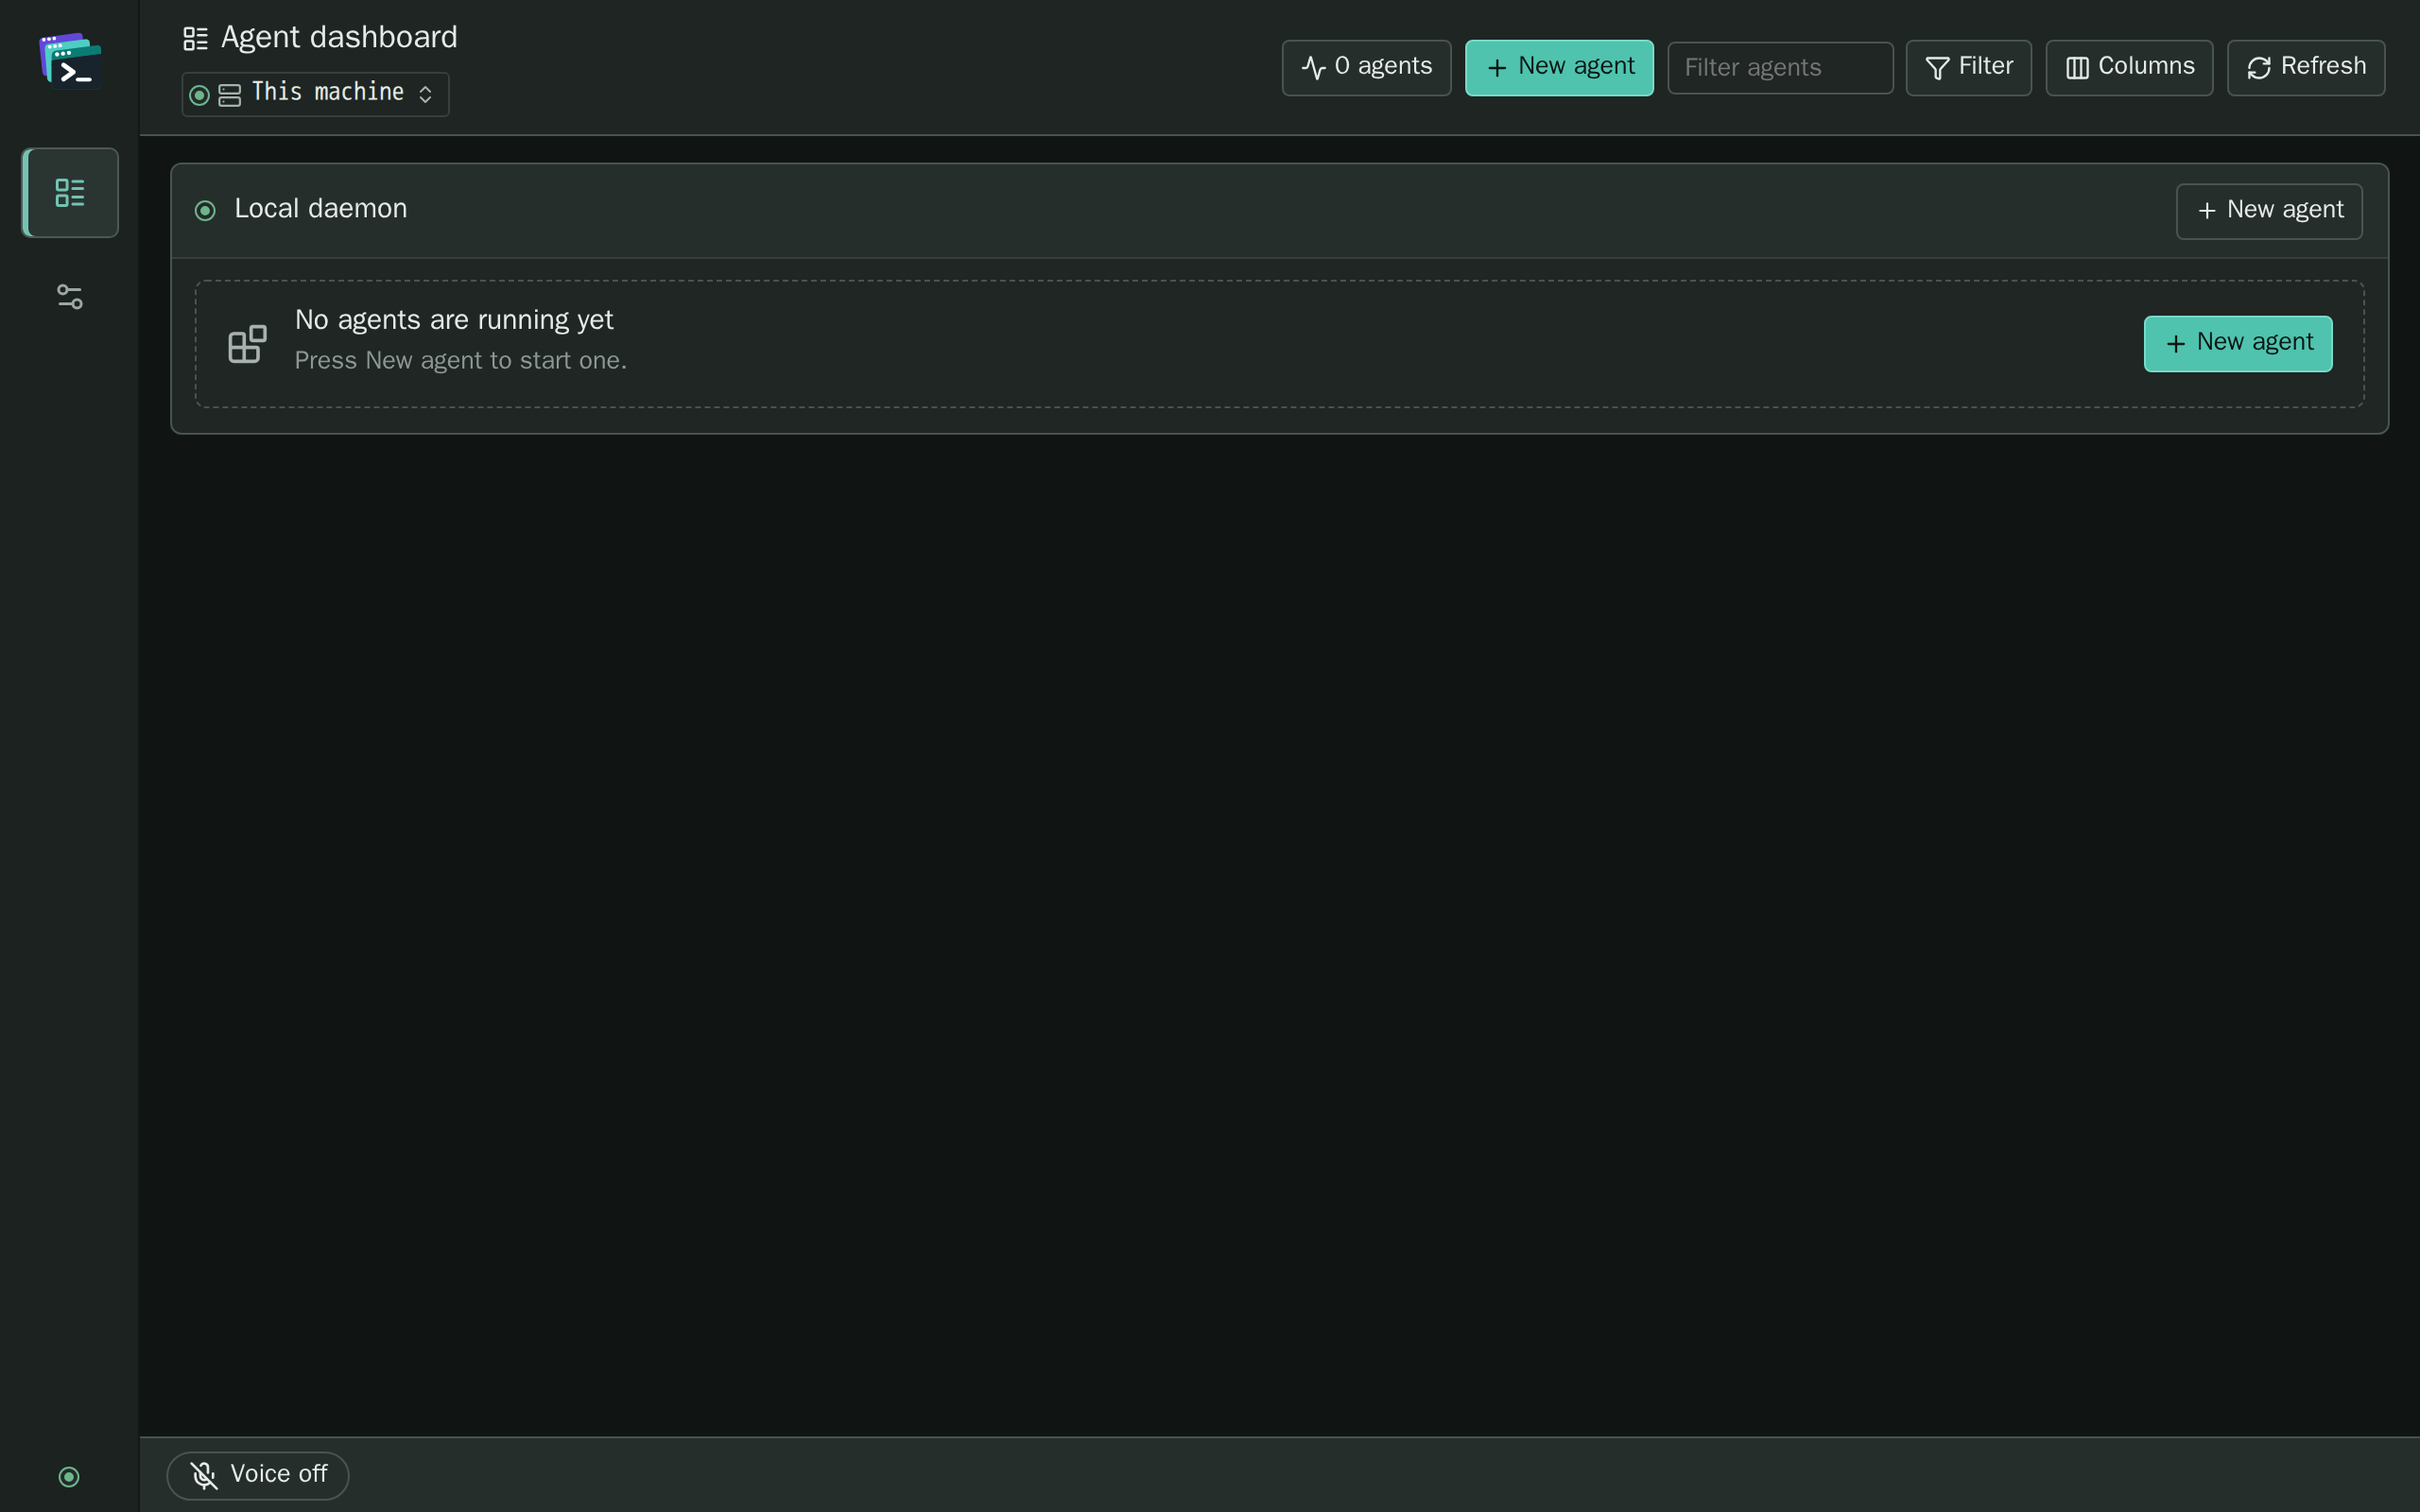 Agent dashboard
This machine
0 agents
New agent
Filter agents
Filter
Columns
Refresh
Local daemon
New agent
No agents are running yet
Press New agent to start one.
New agent
Voice off